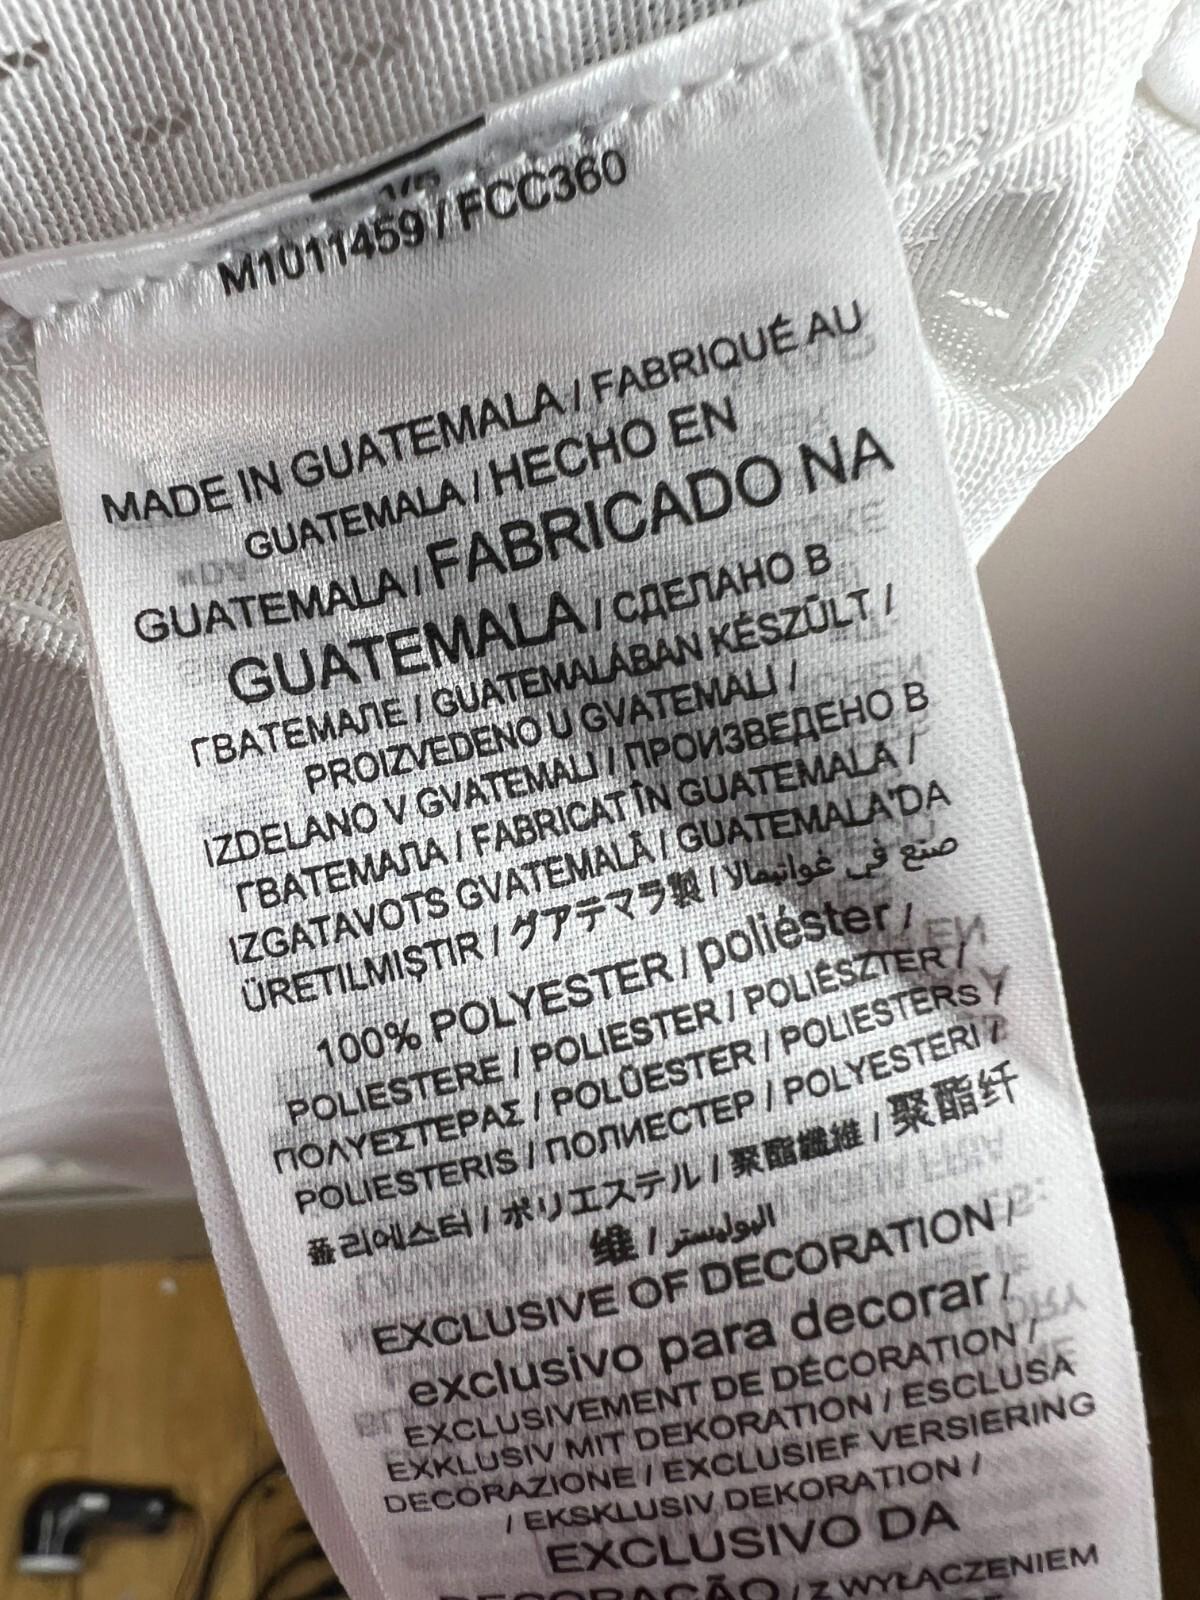 M1011459 / FCC360
MADE IN GUATEMALA / FABRIQUÉ AU
GUATEMALA / HECHO EN
GUATEMALA / FABRICADO NA
GUATEMALA / СДЕЛАНО В
ГВАТЕМАЛЕ / GUATEMALÁBAN KÉSZÜLT /
PROIZVEDENO U GVATEMALI /
IZDELANO V GVATEMALI / ПРОИЗВЕДЕНО В
ГВАТЕМАЛА / FABRICAT ÎN GUATEMALA /
IZGATAVOTS GVATEMALĀ / GUATEMALA'DA
ÜRETILMIŞTIR / グアテマラ製 / صنع في غواتيمالا
100% POLYESTER / poliéster /
POLIESTERE / POLIESTER / POLIÉSZTER /
ΠΟΛΥΕΣΤΕΡΑΣ / POLÜESTER / POLIESTERS /
POLIESTERIS / ПОЛИЕСТЕР / POLYESTERI /
폴리에스터 / ポリエステル / 聚酯纖維 / 聚酯纤
维 / البوليستر
EXCLUSIVE OF DECORATION /
exclusivo para decorar /
EXCLUSIVEMENT DE DÉCORATION /
EXKLUSIV MIT DEKORATION / ESCLUSA
DECORAZIONE / EXCLUSIEF VERSIERING
/ EKSKLUSIV DEKORATION /
EXCLUSIVO DA
DECORAÇÃO / Z WYŁĄCZENIEM